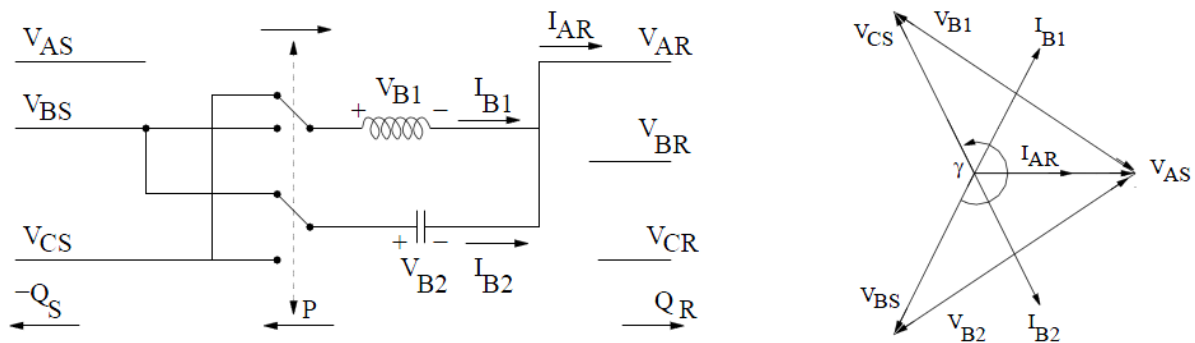 I_AR
V_AS
V_AR
V_BS
+ V_B1 −
I_B1
V_BR
V_CS
+ V_B2 −
I_B2
V_CR
−Q_S
P
Q_R
V_CS
V_B1
I_B1
γ
I_AR
V_AS
V_BS
V_B2
I_B2